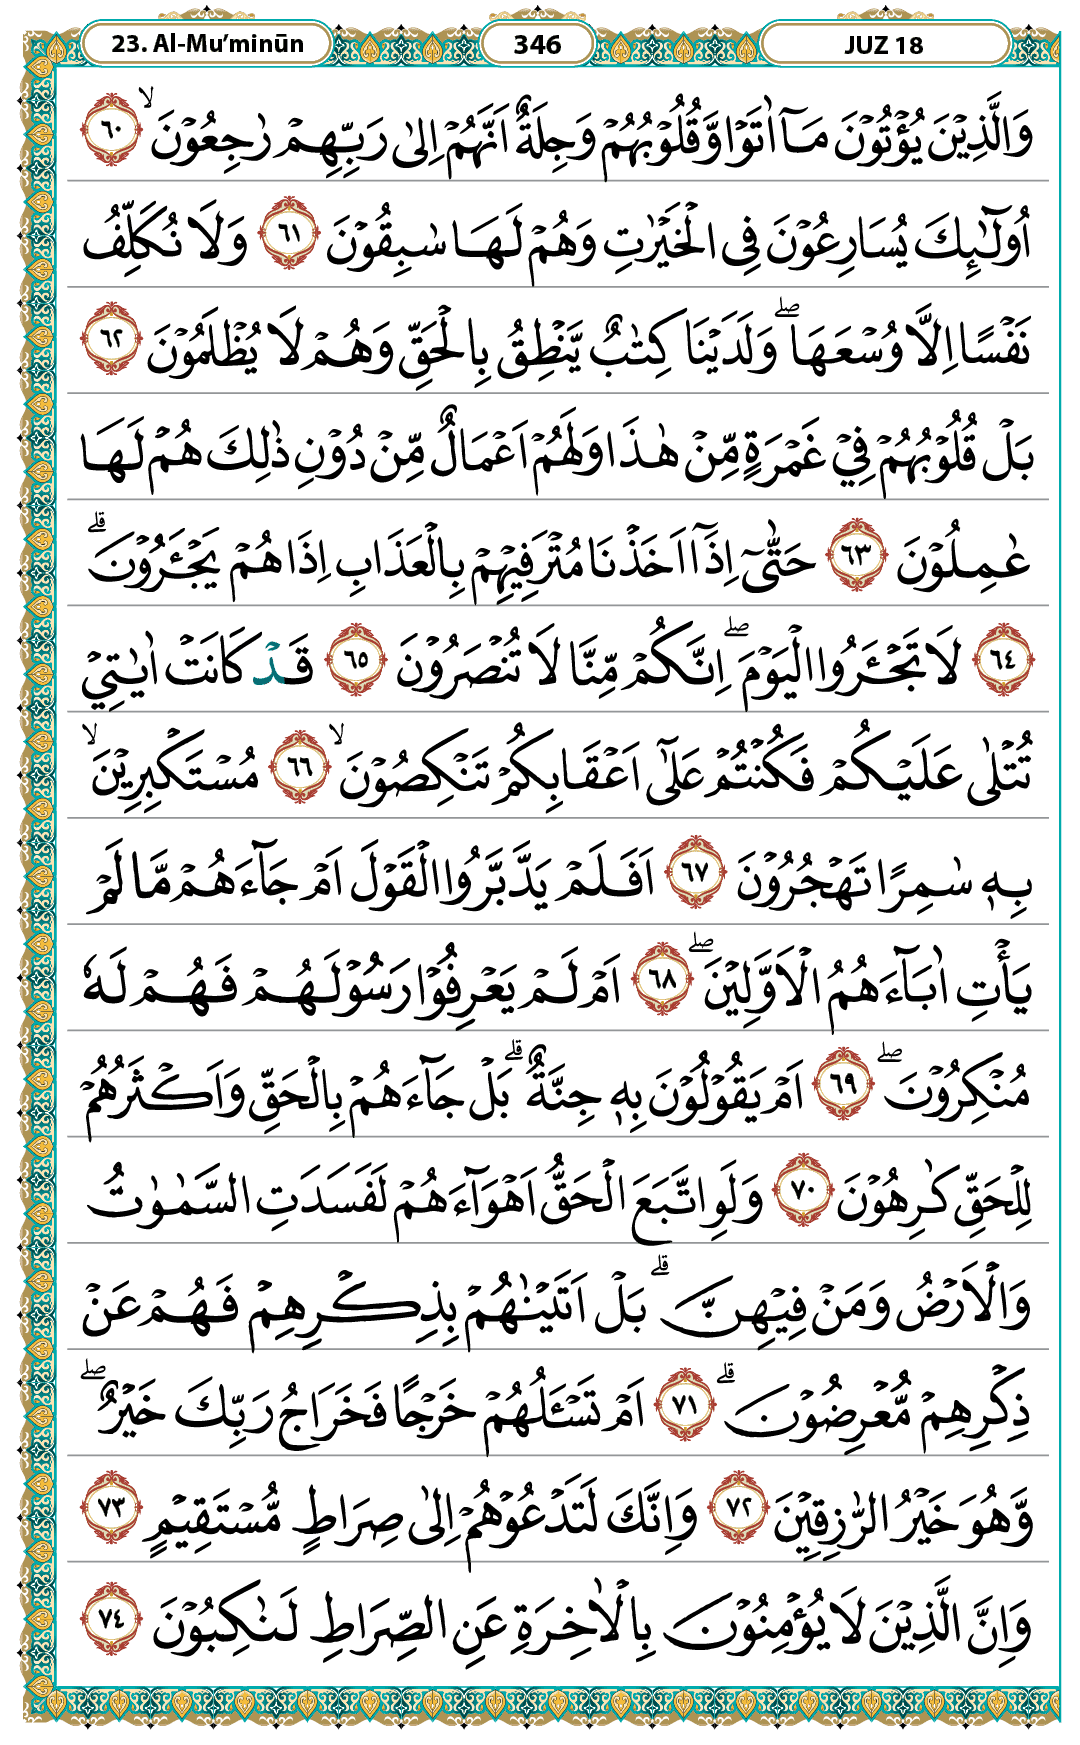 23. Al-Mu’minūn 346 JUZ 18
وَالَّذِيْنَ يُؤْتُوْنَ مَآ اٰتَوْا وَّقُلُوْبُهُمْ وَجِلَةٌ اَنَّهُمْ اِلٰى رَبِّهِمْ رٰجِعُوْنَ ۙ ٦٠
اُولٰۤىِٕكَ يُسَارِعُوْنَ فِى الْخَيْرٰتِ وَهُمْ لَهَا سٰبِقُوْنَ ٦١ وَلَا نُكَلِّفُ
نَفْسًا اِلَّا وُسْعَهَاۖ وَلَدَيْنَا كِتٰبٌ يَّنْطِقُ بِالْحَقِّ وَهُمْ لَا يُظْلَمُوْنَ ٦٢
بَلْ قُلُوْبُهُمْ فِيْ غَمْرَةٍ مِّنْ هٰذَا وَلَهُمْ اَعْمَالٌ مِّنْ دُوْنِ ذٰلِكَ هُمْ لَهَا
عٰمِلُوْنَ ٦٣ حَتّٰىٓ اِذَآ اَخَذْنَا مُتْرَفِيْهِمْ بِالْعَذَابِ اِذَا هُمْ يَجْـَٔرُوْنَ ۗ
٦٤ لَا تَجْـَٔرُوا الْيَوْمَۖ اِنَّكُمْ مِّنَّا لَا تُنْصَرُوْنَ ٦٥ قَدْ كَانَتْ اٰيٰتِيْ
تُتْلٰى عَلَيْكُمْ فَكُنْتُمْ عَلٰٓى اَعْقَابِكُمْ تَنْكِصُوْنَ ۙ ٦٦ مُسْتَكْبِرِيْنَ ۙ
بِهٖ سٰمِرًا تَهْجُرُوْنَ ٦٧ اَفَلَمْ يَدَّبَّرُوا الْقَوْلَ اَمْ جَاۤءَهُمْ مَّا لَمْ
يَأْتِ اٰبَاۤءَهُمُ الْاَوَّلِيْنَ ۖ ٦٨ اَمْ لَمْ يَعْرِفُوْا رَسُوْلَهُمْ فَهُمْ لَهٗ
مُنْكِرُوْنَ ۖ ٦٩ اَمْ يَقُوْلُوْنَ بِهٖ جِنَّةٌ ۗ بَلْ جَاۤءَهُمْ بِالْحَقِّ وَاَكْثَرُهُمْ
لِلْحَقِّ كٰرِهُوْنَ ٧٠ وَلَوِ اتَّبَعَ الْحَقُّ اَهْوَاۤءَهُمْ لَفَسَدَتِ السَّمٰوٰتُ
وَالْاَرْضُ وَمَنْ فِيْهِنَّ ۗ بَلْ اَتَيْنٰهُمْ بِذِكْرِهِمْ فَهُمْ عَنْ
ذِكْرِهِمْ مُّعْرِضُوْنَ ۗ ٧١ اَمْ تَسْـَٔلُهُمْ خَرْجًا فَخَرَاجُ رَبِّكَ خَيْرٌ ۖ
وَّهُوَ خَيْرُ الرّٰزِقِيْنَ ٧٢ وَاِنَّكَ لَتَدْعُوْهُمْ اِلٰى صِرَاطٍ مُّسْتَقِيْمٍ ٧٣
وَاِنَّ الَّذِيْنَ لَا يُؤْمِنُوْنَ بِالْاٰخِرَةِ عَنِ الصِّرَاطِ لَنٰكِبُوْنَ ٧٤